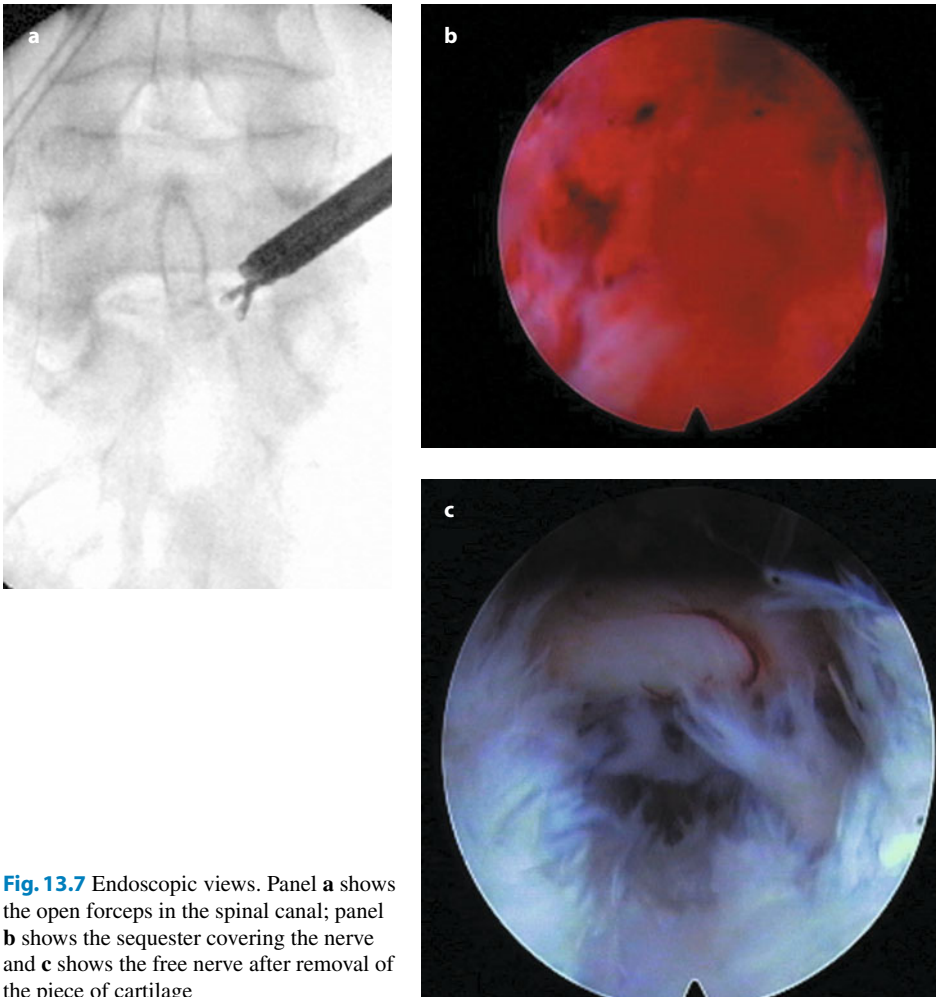 a
b
c
Fig. 13.7 Endoscopic views. Panel a shows
the open forceps in the spinal canal; panel
b shows the sequester covering the nerve
and c shows the free nerve after removal of
the piece of cartilage